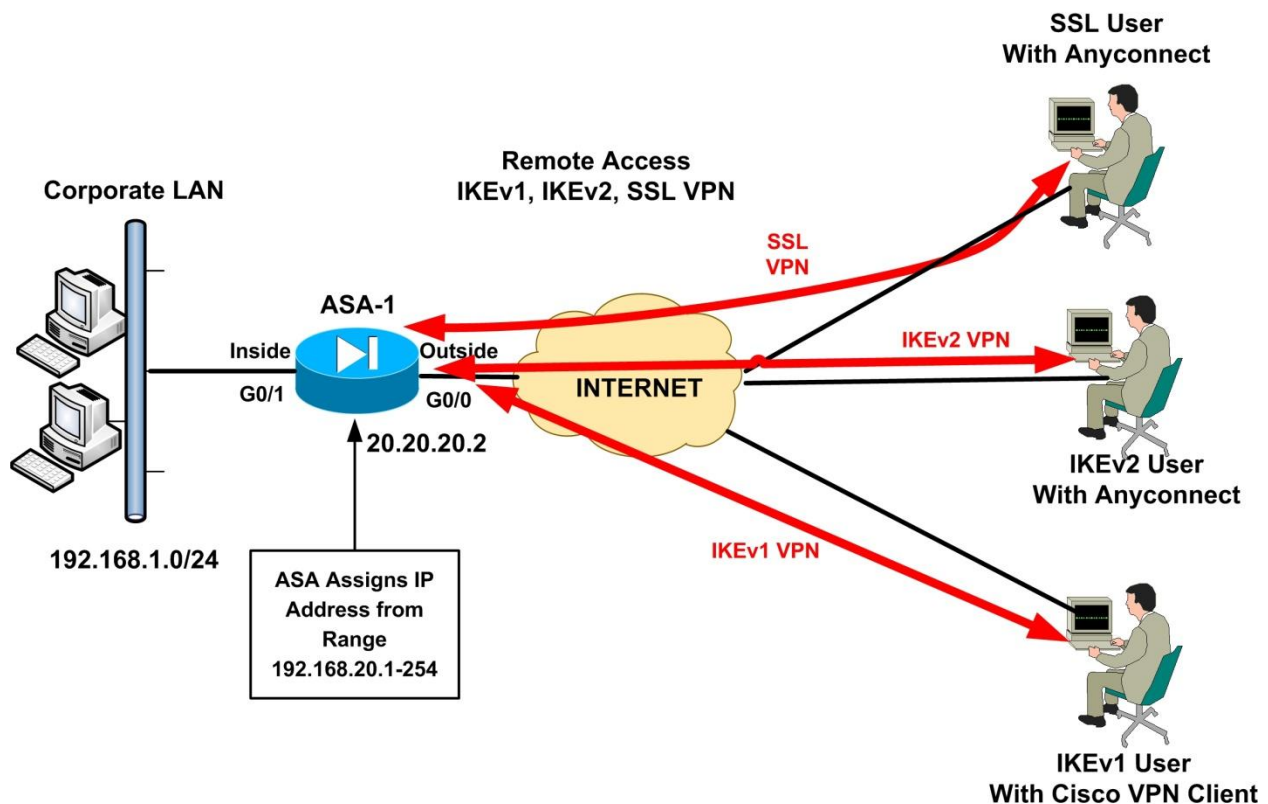 SSL User
With Anyconnect
Remote Access
IKEv1, IKEv2, SSL VPN
Corporate LAN
SSL
VPN
ASA-1
Inside
Outside
IKEv2 VPN
INTERNET
G0/1
G0/0
20.20.20.2
IKEv2 User
With Anyconnect
192.168.1.0/24
IKEv1 VPN
ASA Assigns IP
Address from
Range
192.168.20.1-254
IKEv1 User
With Cisco VPN Client